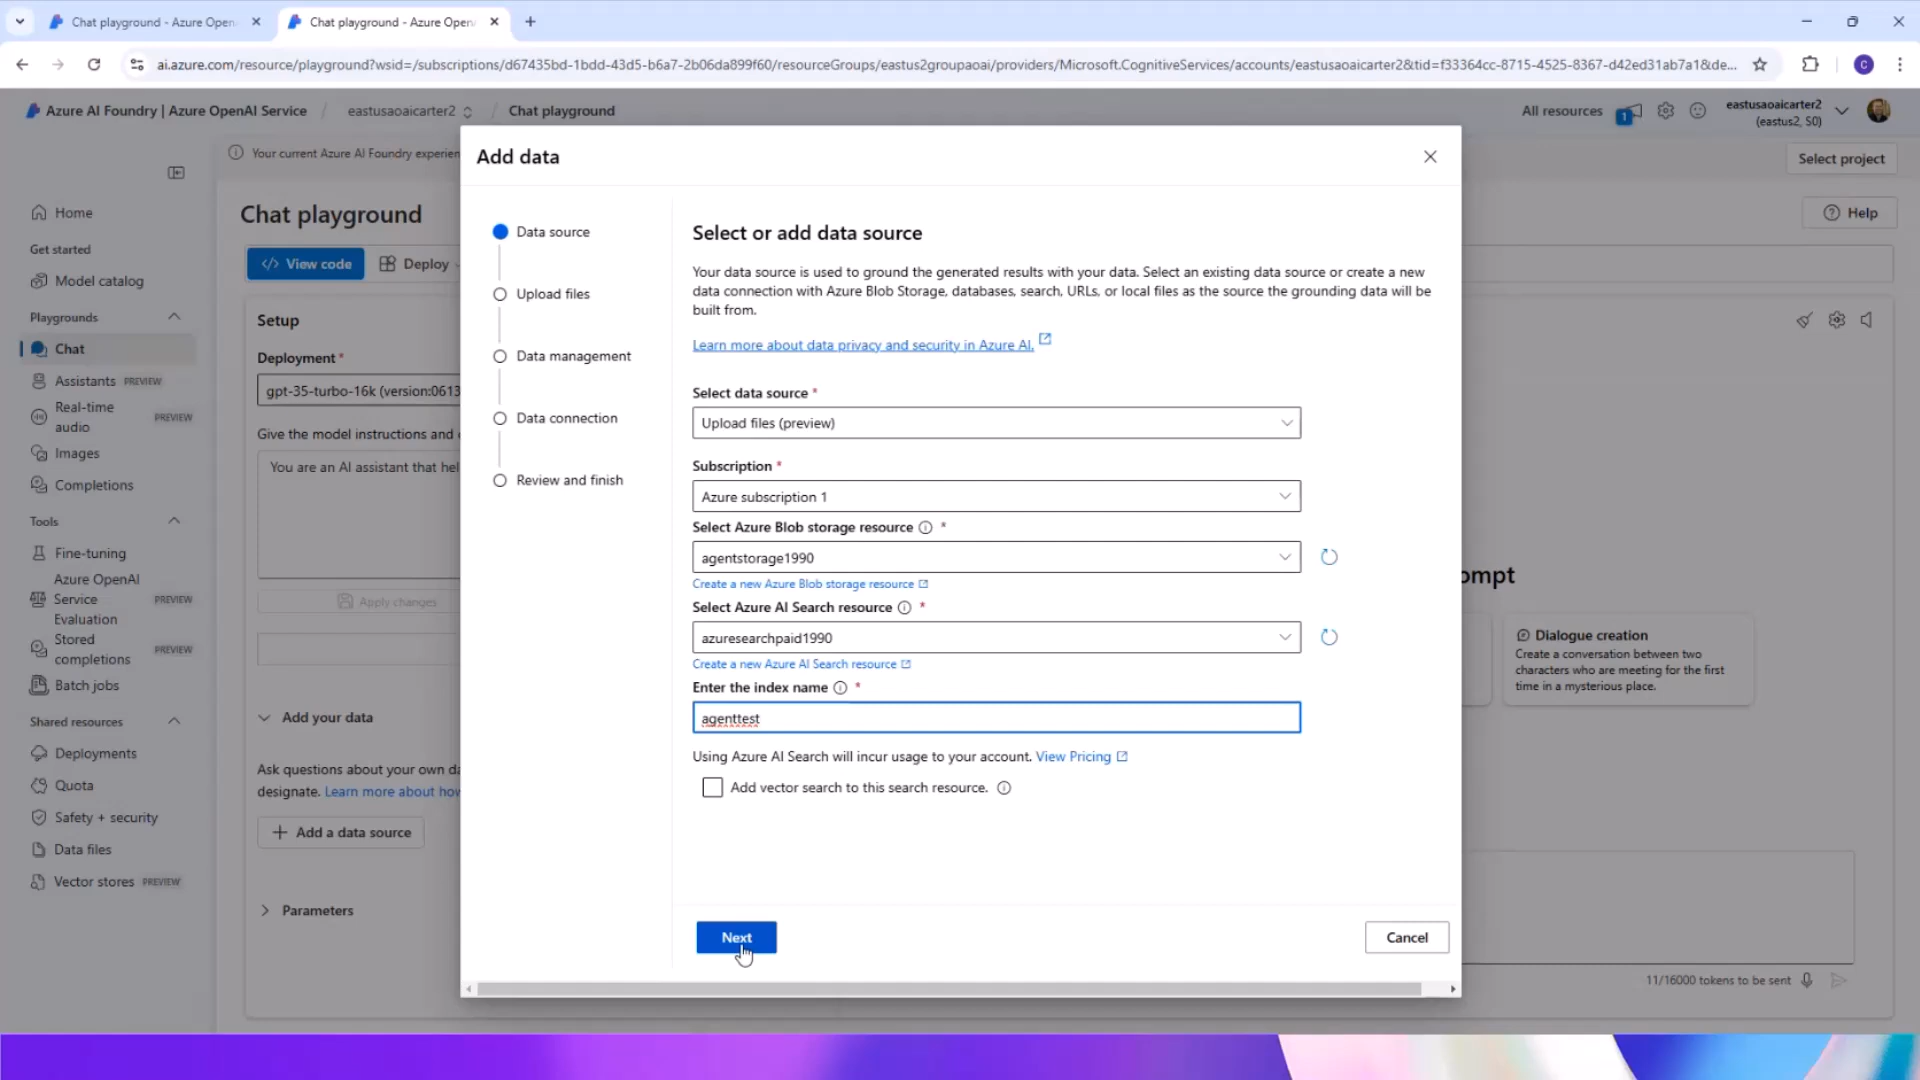 Chat playground - Azure Open
Chat playground - Azure Open
ai.azure.com/resource/playground?wsid=/subscriptions/d67435bd-1bdd-43d5-b6a7-2b06da899f60/resourceGroups/eastus2groupaoai/providers/Microsoft.CognitiveServices/accounts/eastusaoaicarter2&tid=f33364cc-8715-4525-8367-d42ed31ab7a1&de...
C
Azure AI Foundry | Azure OpenAI Service
/
eastusaoaicarter2
/
Chat playground
All resources
1
eastusaoaicarter2
(eastus2, S0)
Your current Azure AI Foundry experien
Select project
Home
Get started
Model catalog
Playgrounds
Chat
Assistants PREVIEW
Real-time
audio
PREVIEW
Images
Completions
Tools
Fine-tuning
Azure OpenAI
Service
Evaluation
PREVIEW
Stored
completions
PREVIEW
Batch jobs
Shared resources
Deployments
Quota
Safety + security
Data files
Vector stores PREVIEW
Chat playground
Help
</> View code
Deploy
Setup
Deployment *
gpt-35-turbo-16k (version:0613
Give the model instructions and
You are an AI assistant that hel
Apply changes
Add your data
Ask questions about your own da
designate. Learn more about how
+ Add a data source
Parameters
Add data
Data source
Upload files
Data management
Data connection
Review and finish
Select or add data source
Your data source is used to ground the generated results with your data. Select an existing data source or create a new
data connection with Azure Blob Storage, databases, search, URLs, or local files as the source the grounding data will be
built from.
Learn more about data privacy and security in Azure AI.
Select data source *
Upload files (preview)
Subscription *
Azure subscription 1
Select Azure Blob storage resource *
agentstorage1990
Create a new Azure Blob storage resource
Select Azure AI Search resource *
azuresearchpaid1990
Create a new Azure AI Search resource
Enter the index name *
agenttest
Using Azure AI Search will incur usage to your account. View Pricing
Add vector search to this search resource.
Next
Cancel
ompt
Dialogue creation
Create a conversation between two
characters who are meeting for the first
time in a mysterious place.
11/16000 tokens to be sent